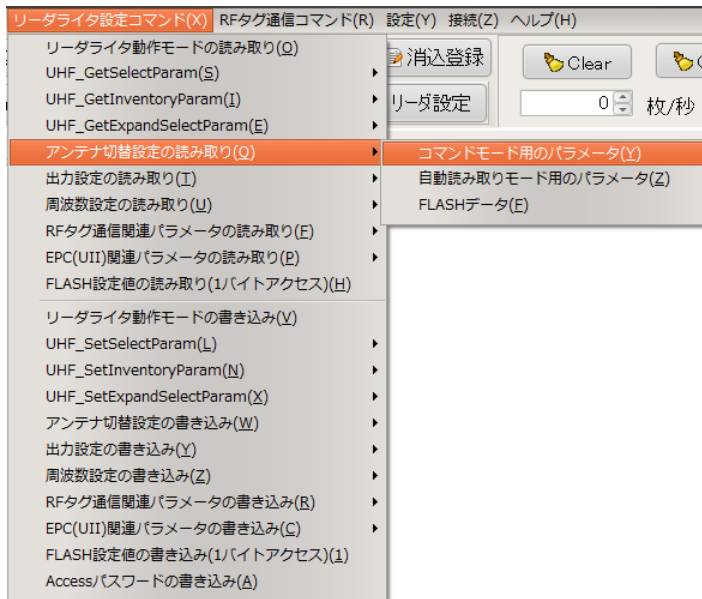 リーダライタ設定コマンド(X) RFタグ通信コマンド(R) 設定(Y) 接続(Z) ヘルプ(H)
消込登録 Clear
リーダ設定 0 枚/秒
リーダライタ動作モードの読み取り(O)
UHF_GetSelectParam(S)
UHF_GetInventoryParam(I)
UHF_GetExpandSelectParam(E)
アンテナ切替設定の読み取り(Q)
コマンドモード用のパラメータ(Y)
自動読み取りモード用のパラメータ(Z)
FLASHデータ(F)
出力設定の読み取り(T)
周波数設定の読み取り(U)
RFタグ通信関連パラメータの読み取り(F)
EPC(UII)関連パラメータの読み取り(P)
FLASH設定値の読み取り(1バイトアクセス)(H)
リーダライタ動作モードの書き込み(V)
UHF_SetSelectParam(L)
UHF_SetInventoryParam(N)
UHF_SetExpandSelectParam(X)
アンテナ切替設定の書き込み(W)
出力設定の書き込み(Y)
周波数設定の書き込み(Z)
RFタグ通信関連パラメータの書き込み(R)
EPC(UII)関連パラメータの書き込み(C)
FLASH設定値の書き込み(1バイトアクセス)(1)
Accessパスワードの書き込み(A)